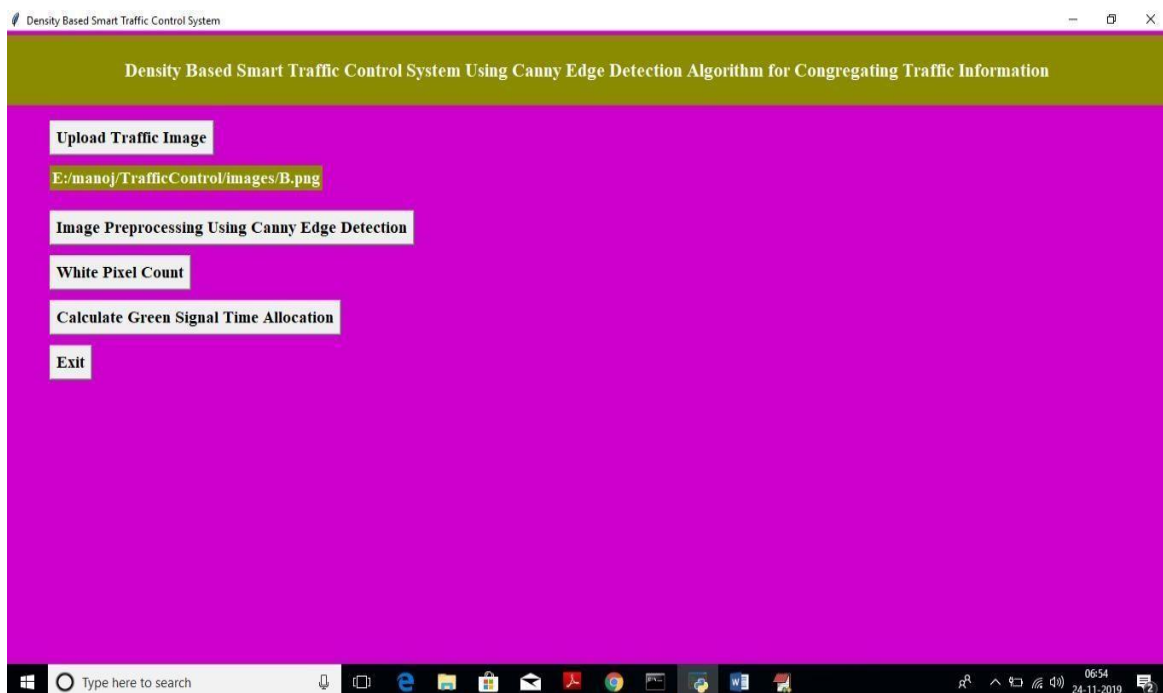 Density Based Smart Traffic Control System
Density Based Smart Traffic Control System Using Canny Edge Detection Algorithm for Congregating Traffic Information
Upload Traffic Image
E:/manoj/TrafficControl/images/B.png
Image Preprocessing Using Canny Edge Detection
White Pixel Count
Calculate Green Signal Time Allocation
Exit
Type here to search
06:54
24-11-2019